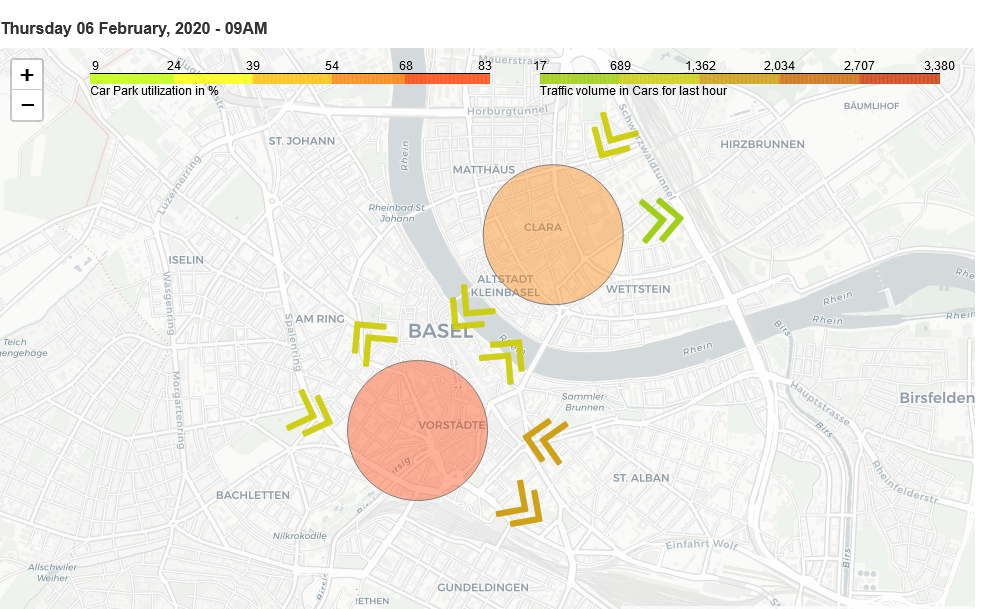 Thursday 06 February, 2020 - 09AM
+
−
9 24 39 54 68 83
Car Park utilization in %
17 689 1,362 2,034 2,707 3,380
Traffic volume in Cars for last hour
Mauerstraße
BÄUMLIHOF
Horburgtunnel
Schwarzwaldtunnel
ST. JOHANN
Rhein
HIRZBRUNNEN
MATTHÄUS
Luzernerring
Rheinbad St.
Johann
CLARA
ISELIN
ALTSTADT
KLEINBASEL
WETTSTEIN
Wasgenring
Rhein
Rhein
Rhein
AM RING
BASEL
Spalenring
Birs
Teich
Rhein
Morgartenring
Hauptstrasse
Sammler-
Brunnen
Birsfelden
VORSTÄDTE
Birs
BACHLETTEN
ST. ALBAN
Rheinfelderstr.
Nilkrokodile
Einfahrt Wolf
Allschwiler
Weiher
Birs
GUNDELDINGEN